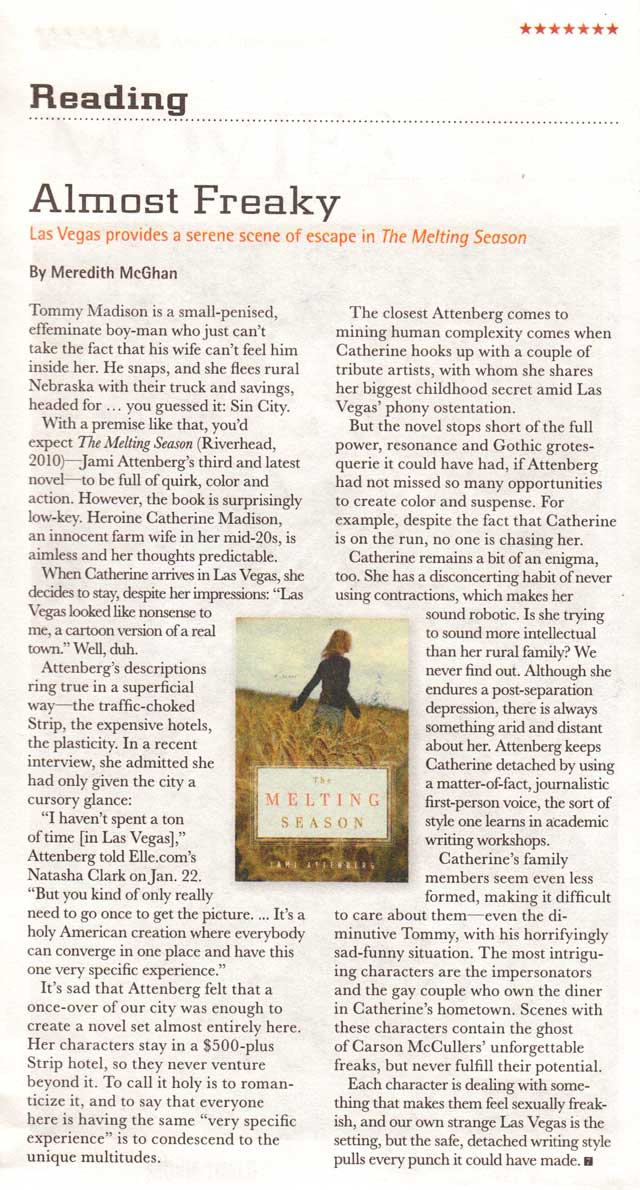 Reading
Almost Freaky
Las Vegas provides a serene scene of escape in The Melting Season
By Meredith McGhan
Tommy Madison is a small-penised,
effeminate boy-man who just can't
take the fact that his wife can't feel him
inside her. He snaps, and she flees rural
Nebraska with their truck and savings,
headed for … you guessed it: Sin City.
With a premise like that, you'd
expect The Melting Season (Riverhead,
2010)—Jami Attenberg's third and latest
novel—to be full of quirk, color and
action. However, the book is surprisingly
low-key. Heroine Catherine Madison,
an innocent farm wife in her mid-20s, is
aimless and her thoughts predictable.
When Catherine arrives in Las Vegas, she
decides to stay, despite her impressions: "Las
Vegas looked like nonsense to
me, a cartoon version of a real
town." Well, duh.
Attenberg's descriptions
ring true in a superficial
way—the traffic-choked
Strip, the expensive hotels,
the plasticity. In a recent
interview, she admitted she
had only given the city a
cursory glance:
"I haven't spent a ton
of time [in Las Vegas],"
Attenberg told Elle.com's
Natasha Clark on Jan. 22.
"But you kind of only really
need to go once to get the picture. ... It's a
holy American creation where everybody
can converge in one place and have this
one very specific experience."
It's sad that Attenberg felt that a
once-over of our city was enough to
create a novel set almost entirely here.
Her characters stay in a $500-plus
Strip hotel, so they never venture
beyond it. To call it holy is to roman-
ticize it, and to say that everyone
here is having the same "very specific
experience" is to condescend to the
unique multitudes.
The closest Attenberg comes to
mining human complexity comes when
Catherine hooks up with a couple of
tribute artists, with whom she shares
her biggest childhood secret amid Las
Vegas' phony ostentation.
But the novel stops short of the full
power, resonance and Gothic grotes-
querie it could have had, if Attenberg
had not missed so many opportunities
to create color and suspense. For
example, despite the fact that Catherine
is on the run, no one is chasing her.
Catherine remains a bit of an enigma,
too. She has a disconcerting habit of never
using contractions, which makes her
sound robotic. Is she trying
to sound more intellectual
than her rural family? We
never find out. Although she
endures a post-separation
depression, there is always
something arid and distant
about her. Attenberg keeps
Catherine detached by using
a matter-of-fact, journalistic
first-person voice, the sort of
style one learns in academic
writing workshops.
Catherine's family
members seem even less
formed, making it difficult
to care about them—even the di-
minutive Tommy, with his horrifyingly
sad-funny situation. The most intrigu-
ing characters are the impersonators
and the gay couple who own the diner
in Catherine's hometown. Scenes with
these characters contain the ghost
of Carson McCullers' unforgettable
freaks, but never fulfill their potential.
Each character is dealing with some-
thing that makes them feel sexually freak-
ish, and our own strange Las Vegas is the
setting, but the safe, detached writing style
pulls every punch it could have made. 7
The
MELTING
SEASON
JAMI ATTENBERG